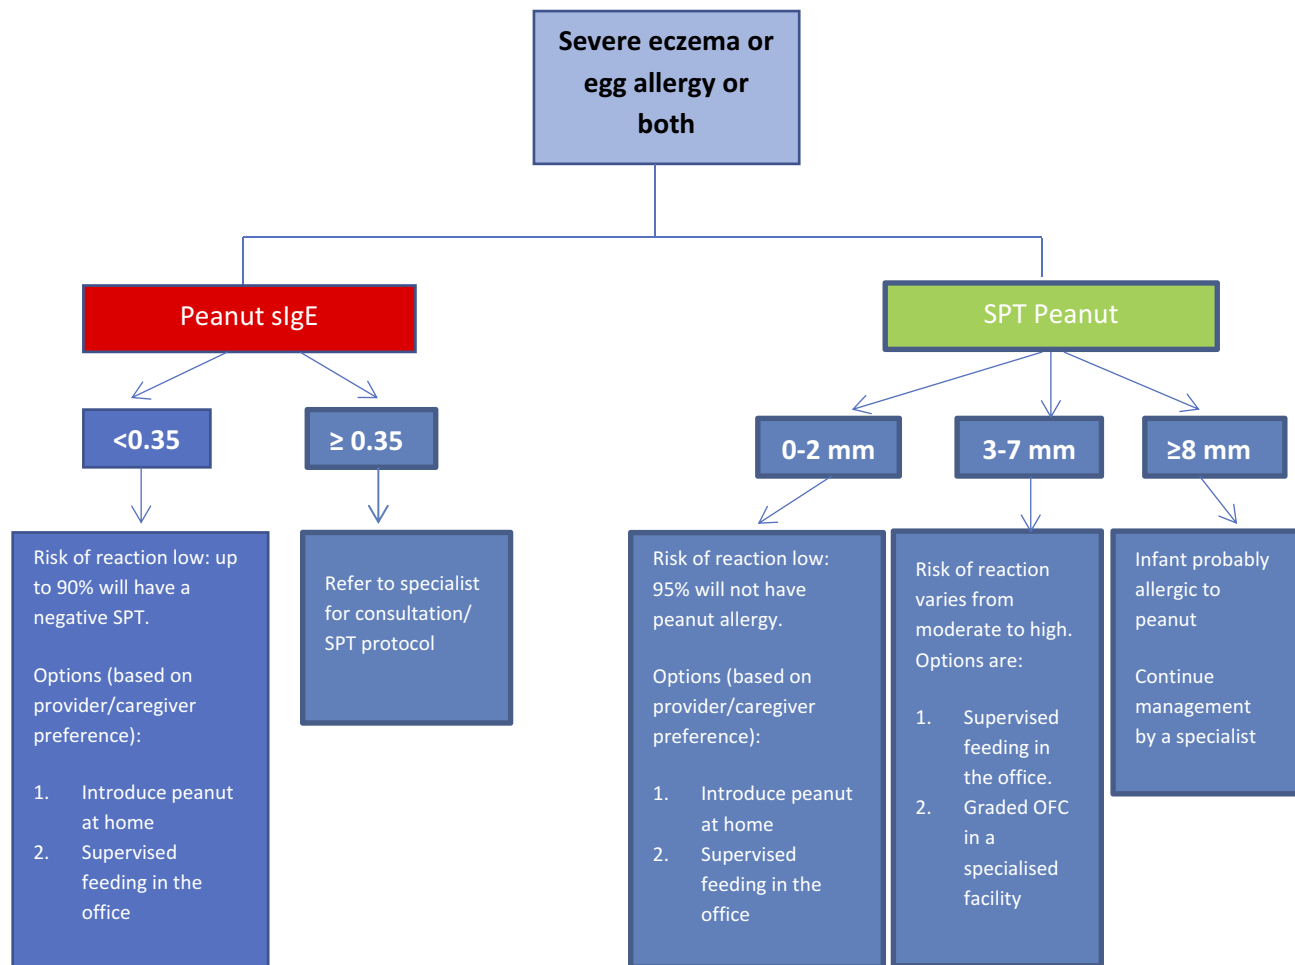 Severe eczema or
egg allergy or
both
Peanut sIgE
SPT Peanut
<0.35
≥ 0.35
0-2 mm
3-7 mm
≥8 mm
Risk of reaction low: up
to 90% will have a
negative SPT.
Options (based on
provider/caregiver
preference):
1. Introduce peanut
at home
2. Supervised
feeding in the
office
Refer to specialist
for consultation/
SPT protocol
Risk of reaction low:
95% will not have
peanut allergy.
Options (based on
provider/caregiver
preference):
1. Introduce peanut
at home
2. Supervised
feeding in the
office
Risk of reaction
varies from
moderate to high.
Options are:
1. Supervised
feeding in
the office.
2. Graded OFC
in a
specialised
facility
Infant probably
allergic to
peanut
Continue
management
by a specialist